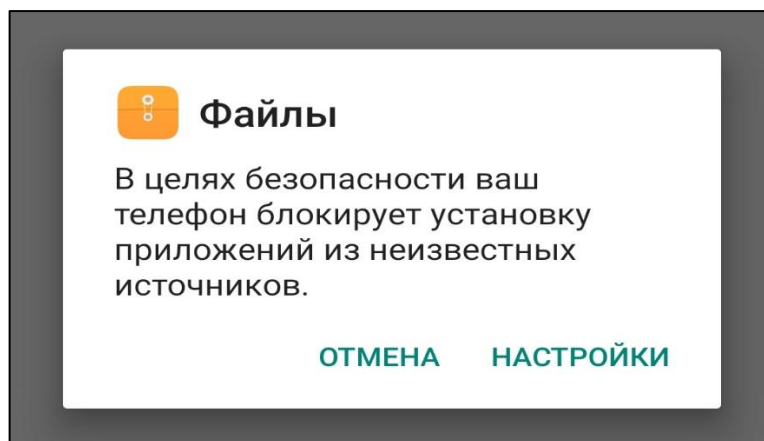 Файлы
В целях безопасности ваш
телефон блокирует установку
приложений из неизвестных
источников.
ОТМЕНА НАСТРОЙКИ